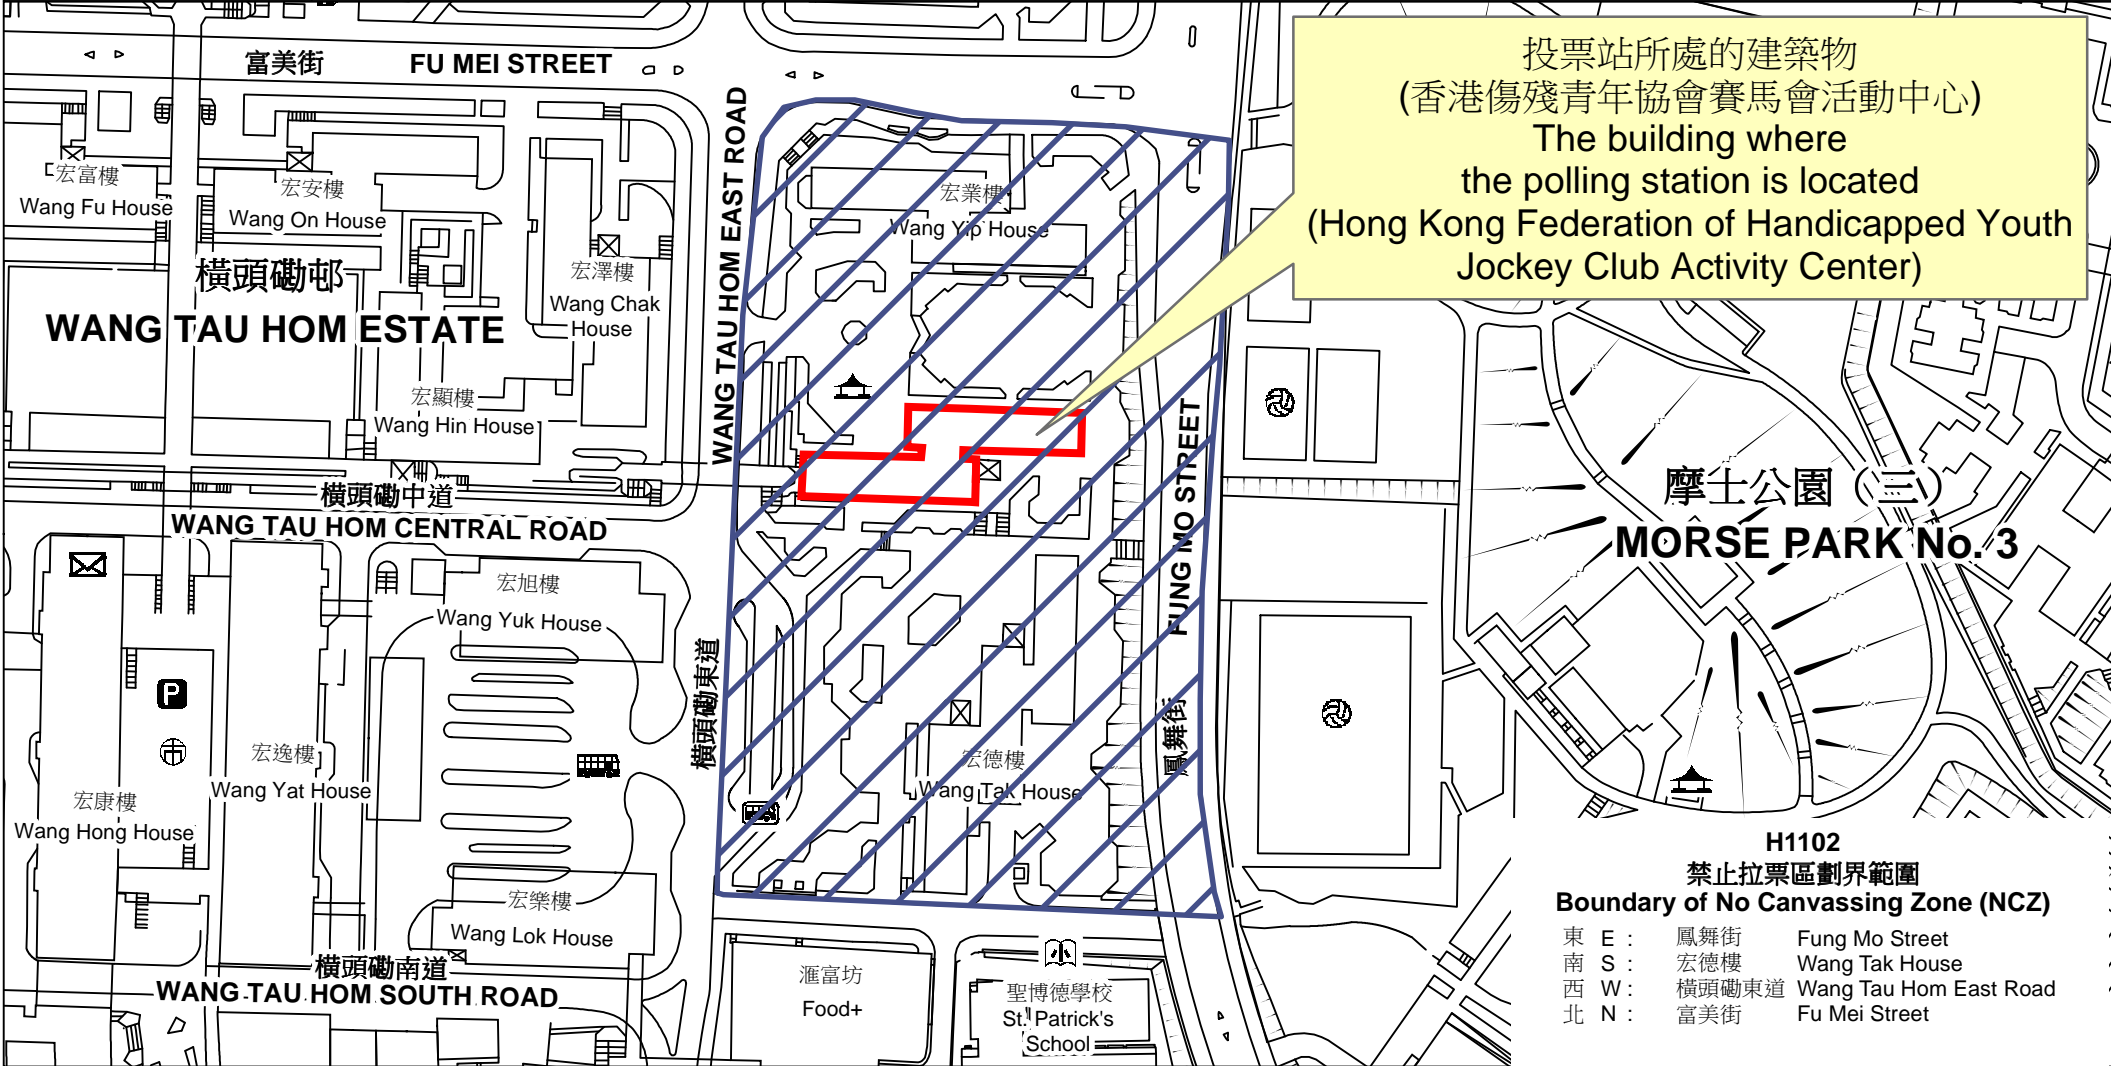 富美街 FU MEI STREET
投票站所處的建築物
(香港傷殘青年協會賽馬會活動中心)
The building where
the polling station is located
(Hong Kong Federation of Handicapped Youth
Jockey Club Activity Center)
宏富樓
Wang Fu House
宏安樓
Wang On House
宏業樓
Wang Yip House
橫頭磡邨
WANG TAU HOM ESTATE
宏澤樓
Wang Chak
House
WANG TAU HOM EAST ROAD
宏顯樓
Wang Hin House
橫頭磡中道
WANG TAU HOM CENTRAL ROAD
FUNG MO STREET
鳳舞街
摩士公園（三）
MORSE PARK No. 3
宏旭樓
Wang Yuk House
橫頭磡東道
P
宏逸樓
Wang Yat House
宏康樓
Wang Hong House
宏德樓
Wang Tak House
宏樂樓
Wang Lok House
橫頭磡南道
WANG TAU HOM SOUTH ROAD
滙富坊
Food+
小
聖博德學校
St. Patrick's
School
H1102
禁止拉票區劃界範圍
Boundary of No Canvassing Zone (NCZ)
東 E : 鳳舞街 Fung Mo Street
南 S : 宏德樓 Wang Tak House
西 W : 橫頭磡東道 Wang Tau Hom East Road
北 N : 富美街 Fu Mei Street